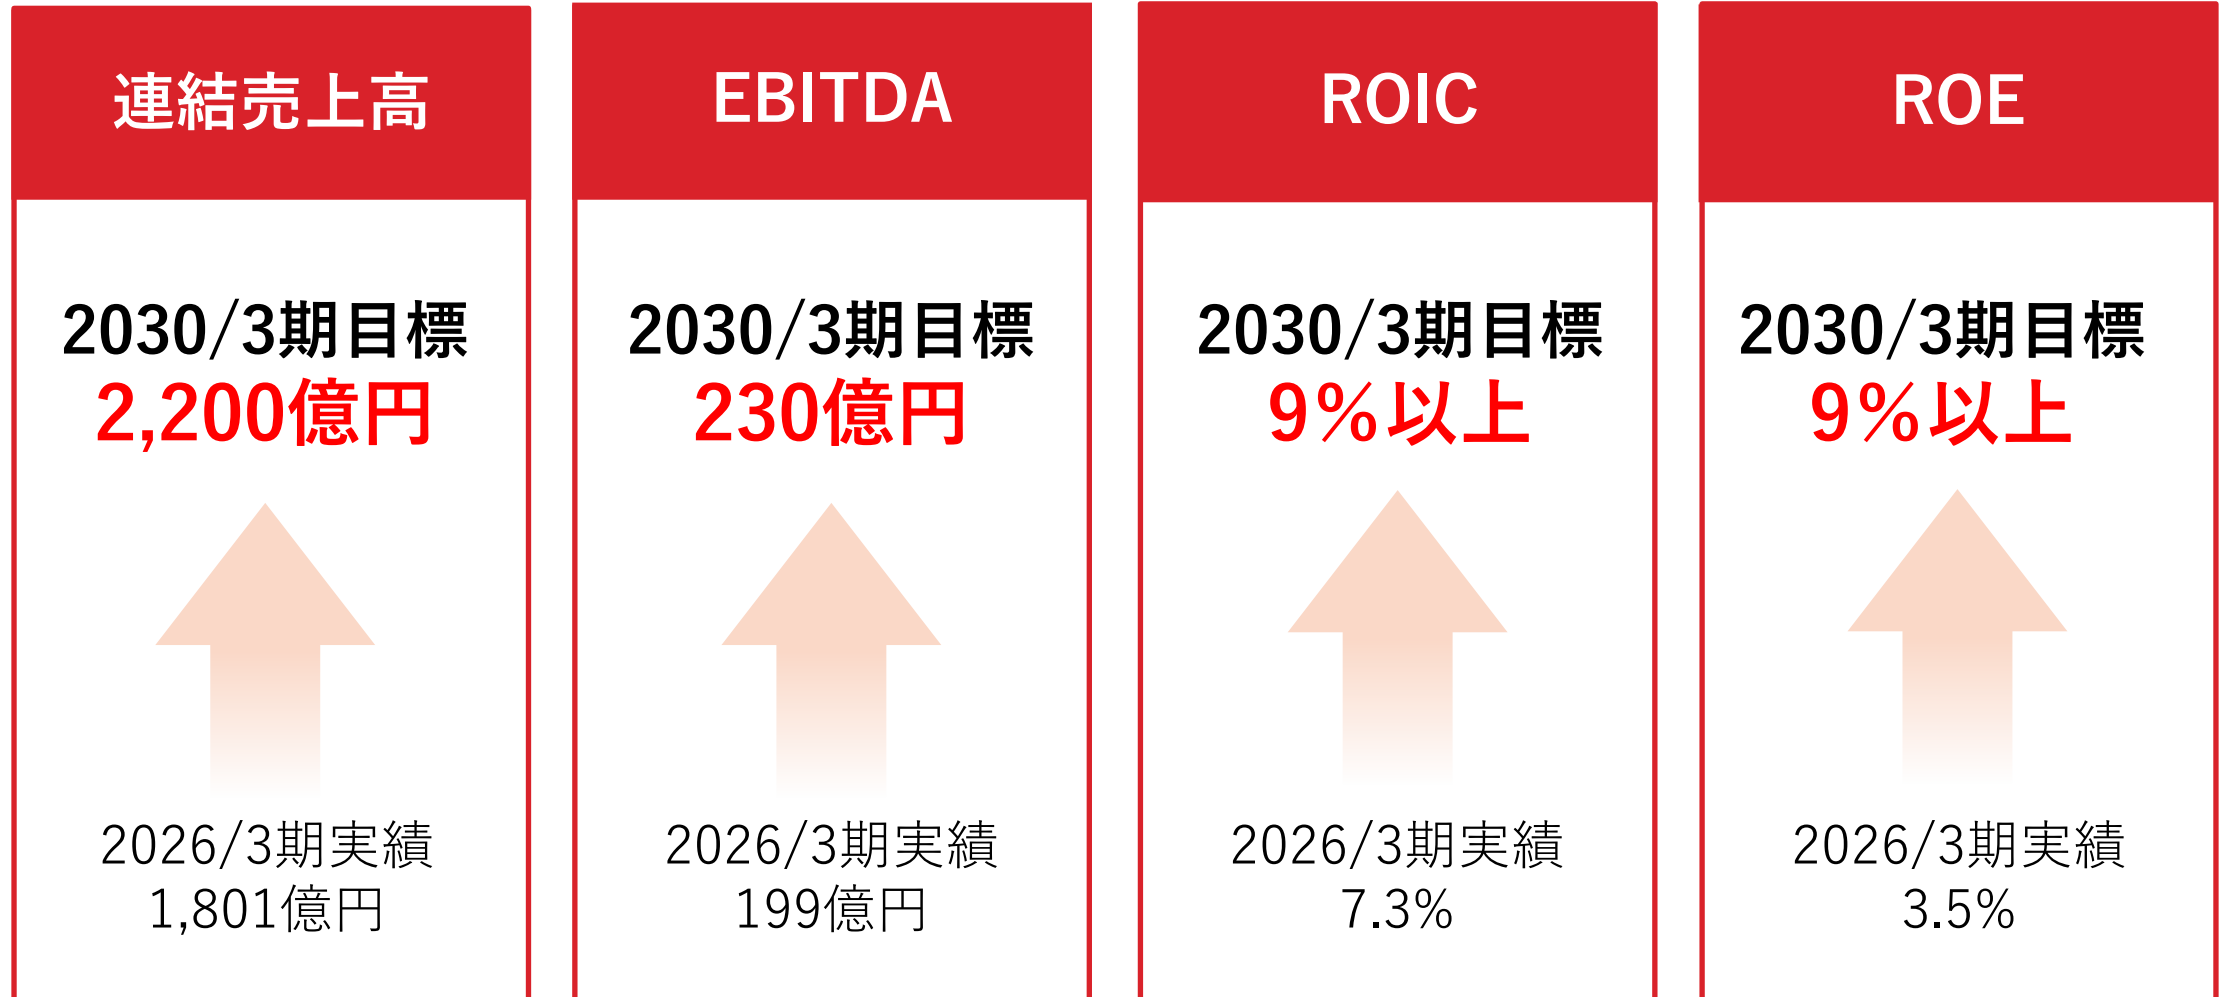 連結売上高
2030/3期目標
2,200億円
2026/3期実績
1,801億円
EBITDA
2030/3期目標
230億円
2026/3期実績
199億円
ROIC
2030/3期目標
9%以上
2026/3期実績
7.3%
ROE
2030/3期目標
9%以上
2026/3期実績
3.5%